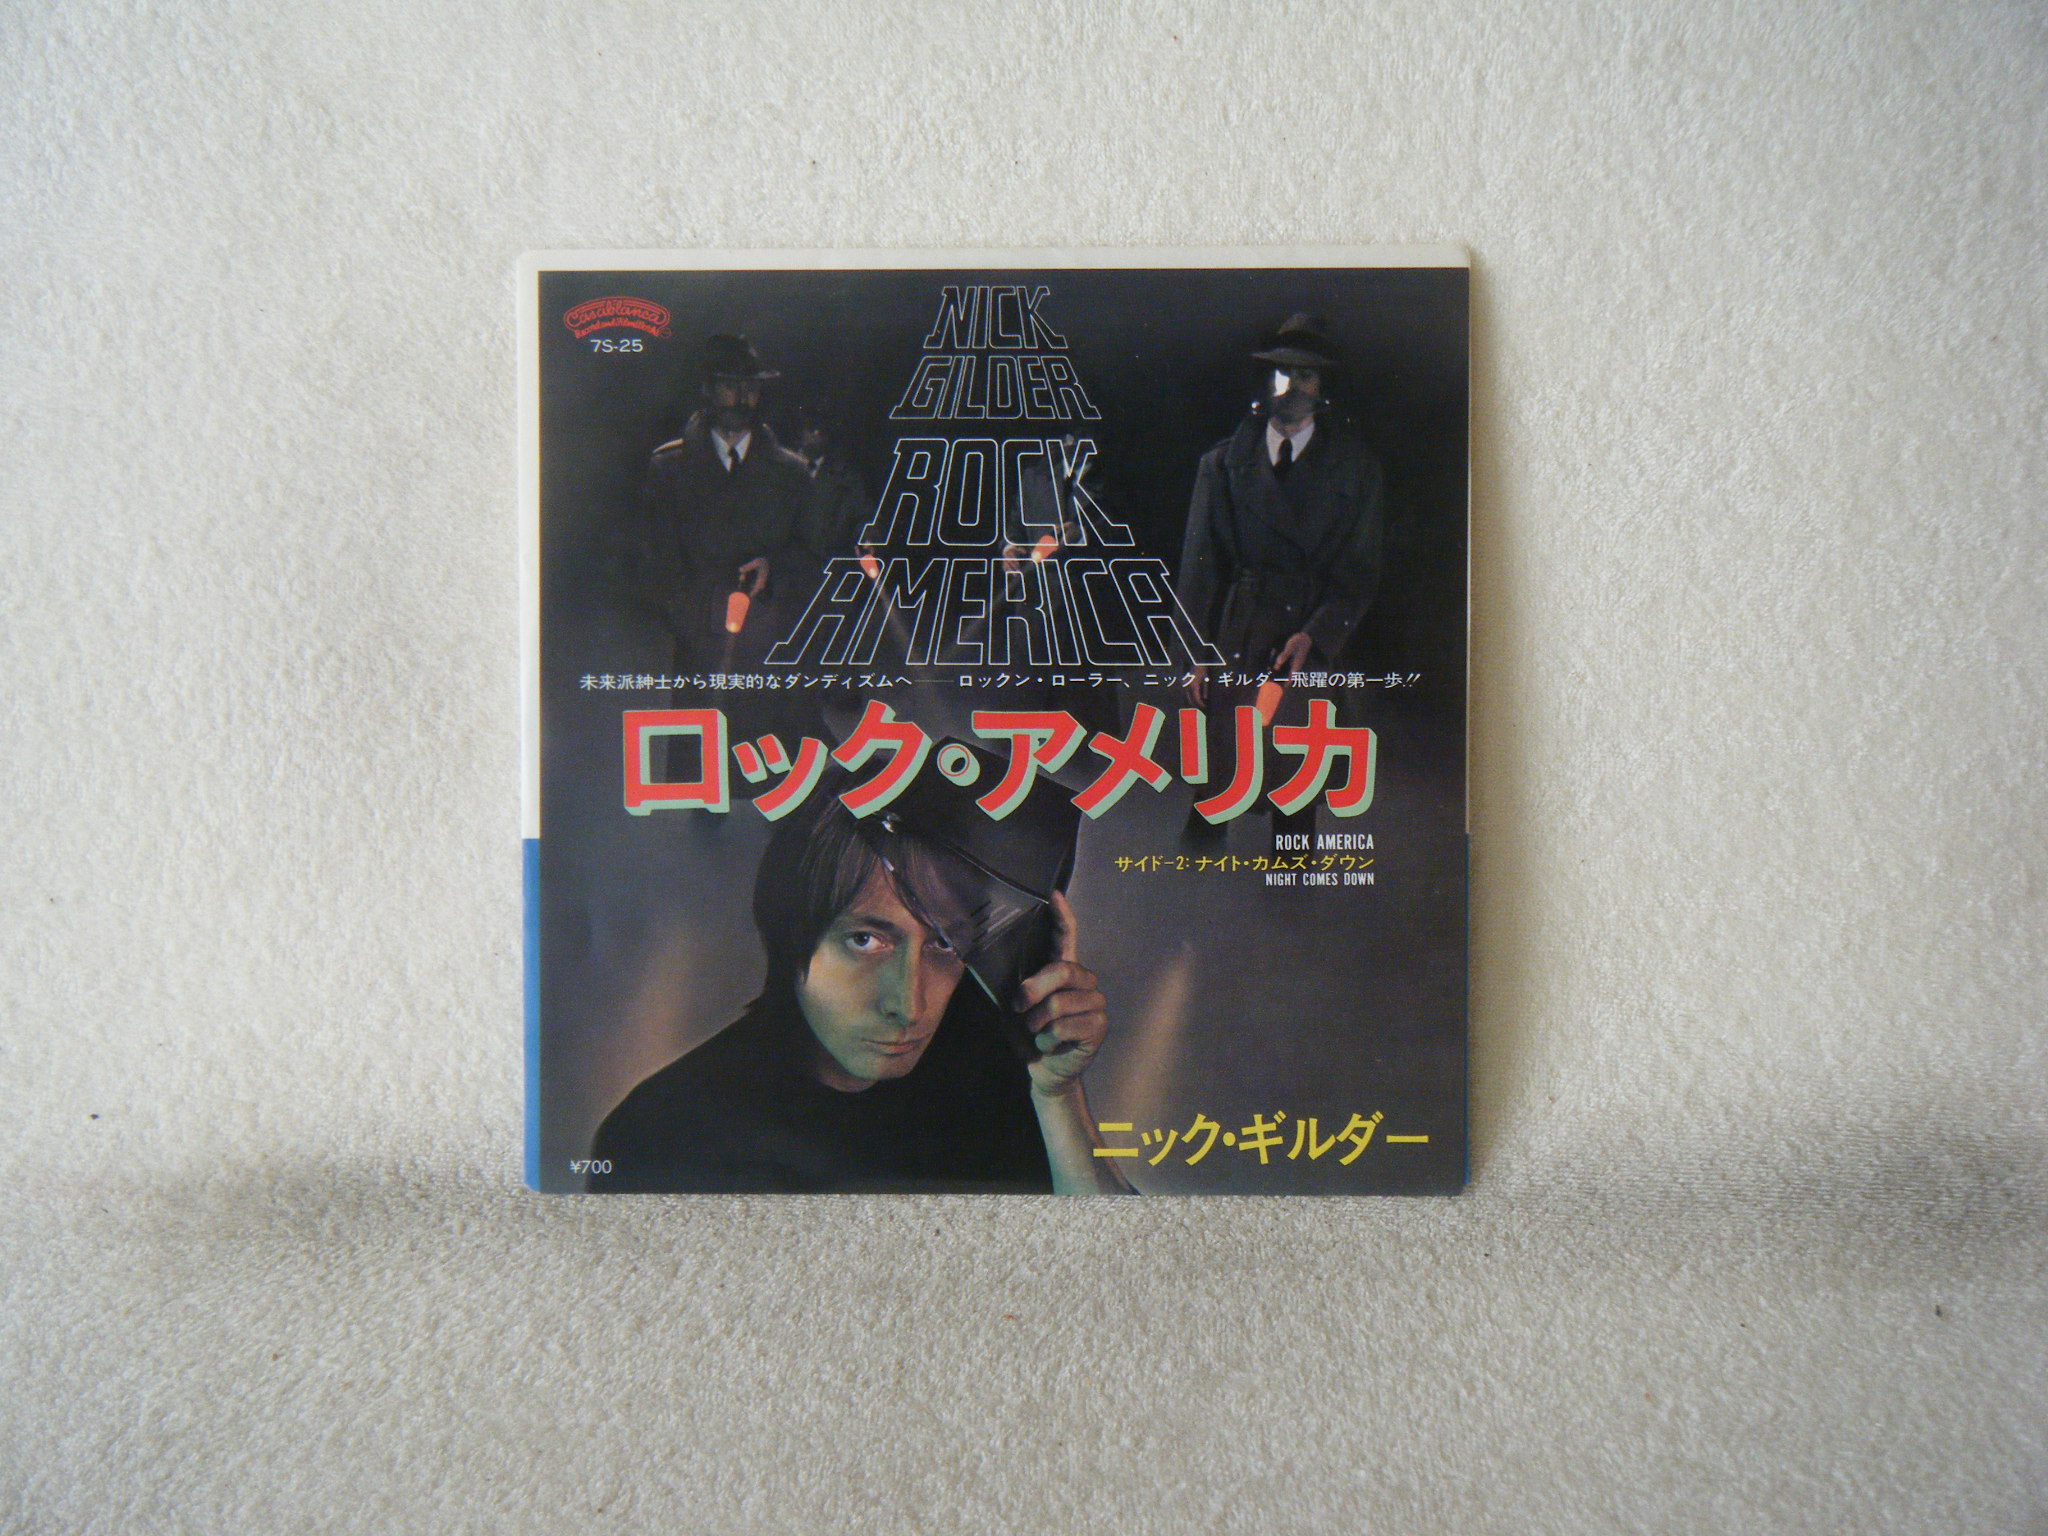 Casablanca
Record and FilmWorks
7S-25
NICK
GILDER
ROCK
AMERICA
未来派紳士から現実的なダンディズムへ──ロックン・ローラー、ニック・ギルダー飛躍の第一歩!!
ロック・アメリカ
ROCK AMERICA
サイド-2:ナイト・カムズ・ダウン
NIGHT COMES DOWN
ニック・ギルダー
¥700